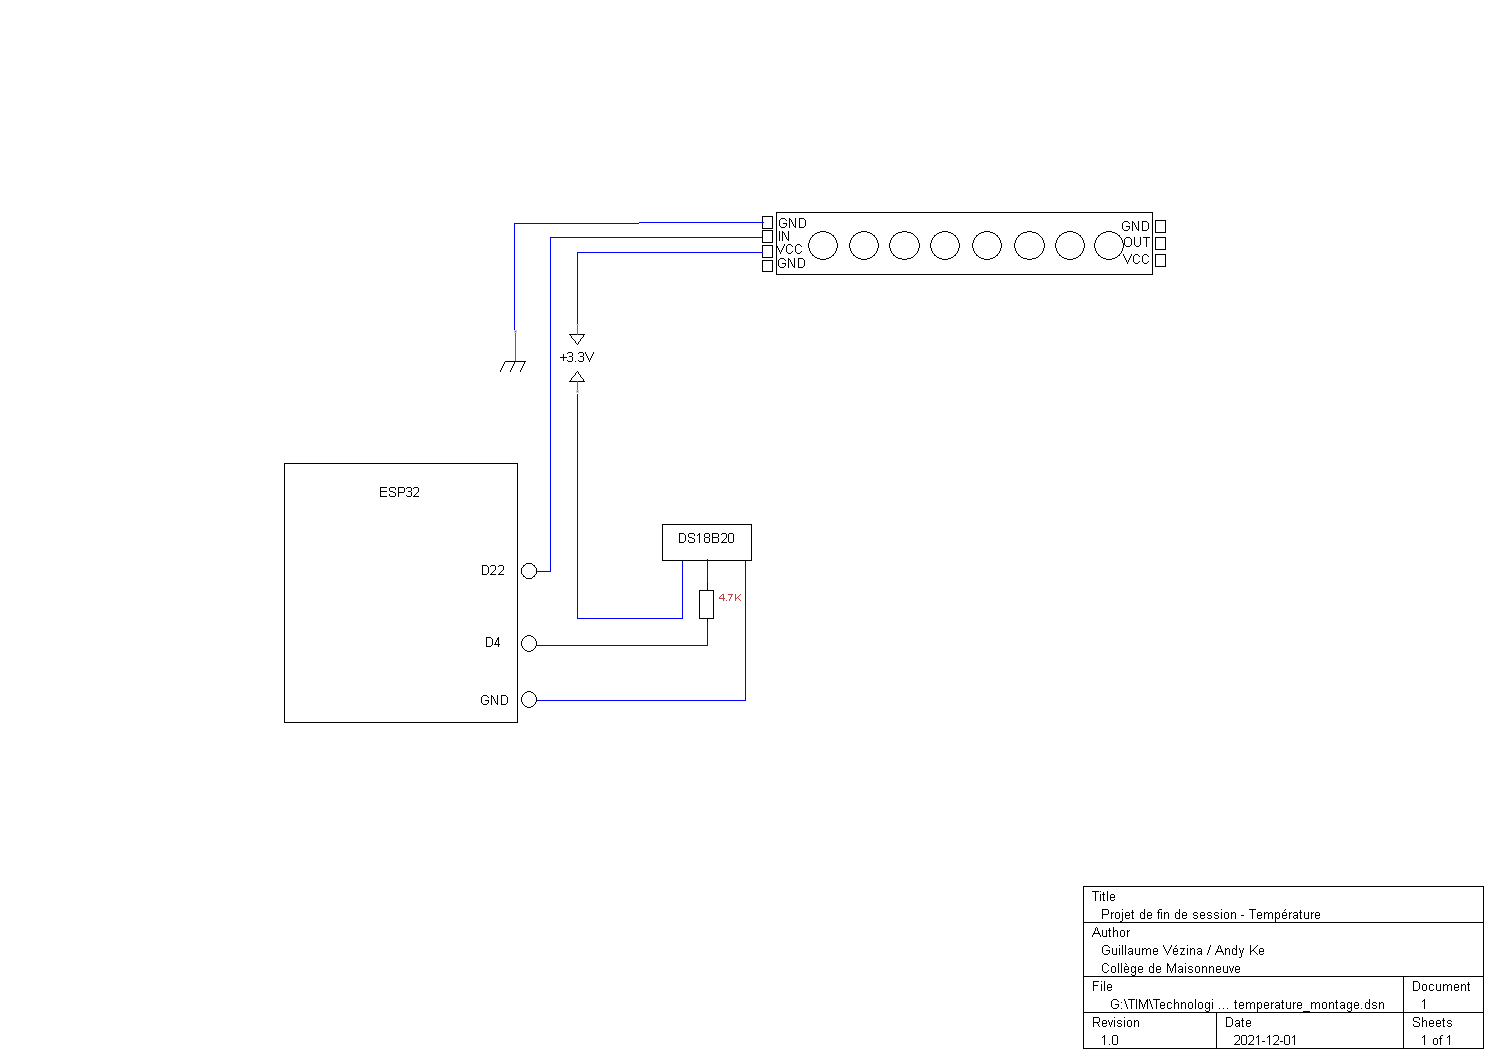 GND
IN
VCC
GND
GND
OUT
VCC
+3.3V
ESP32
D22
D4
GND
DS18B20
4.7K
Title
Projet de fin de session - Température
Author
Guillaume Vézina / Andy Ke
Collège de Maisonneuve
File
G:\TIM\Technologi ... temperature_montage.dsn
Document
1
Revision
1.0
Date
2021-12-01
Sheets
1 of 1